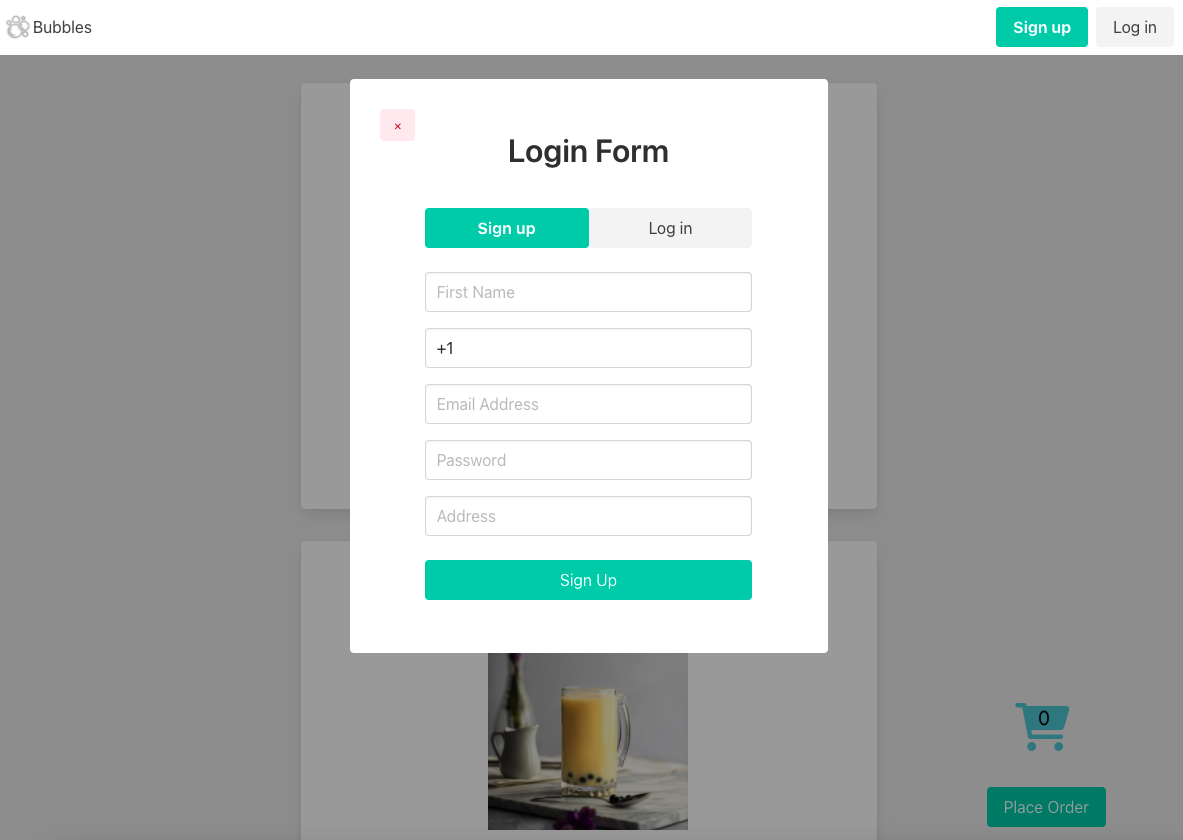 Bubbles
Sign up
Log in
×
Login Form
Sign up
Log in
First Name
+1
Email Address
Password
Address
Sign Up
0
Place Order